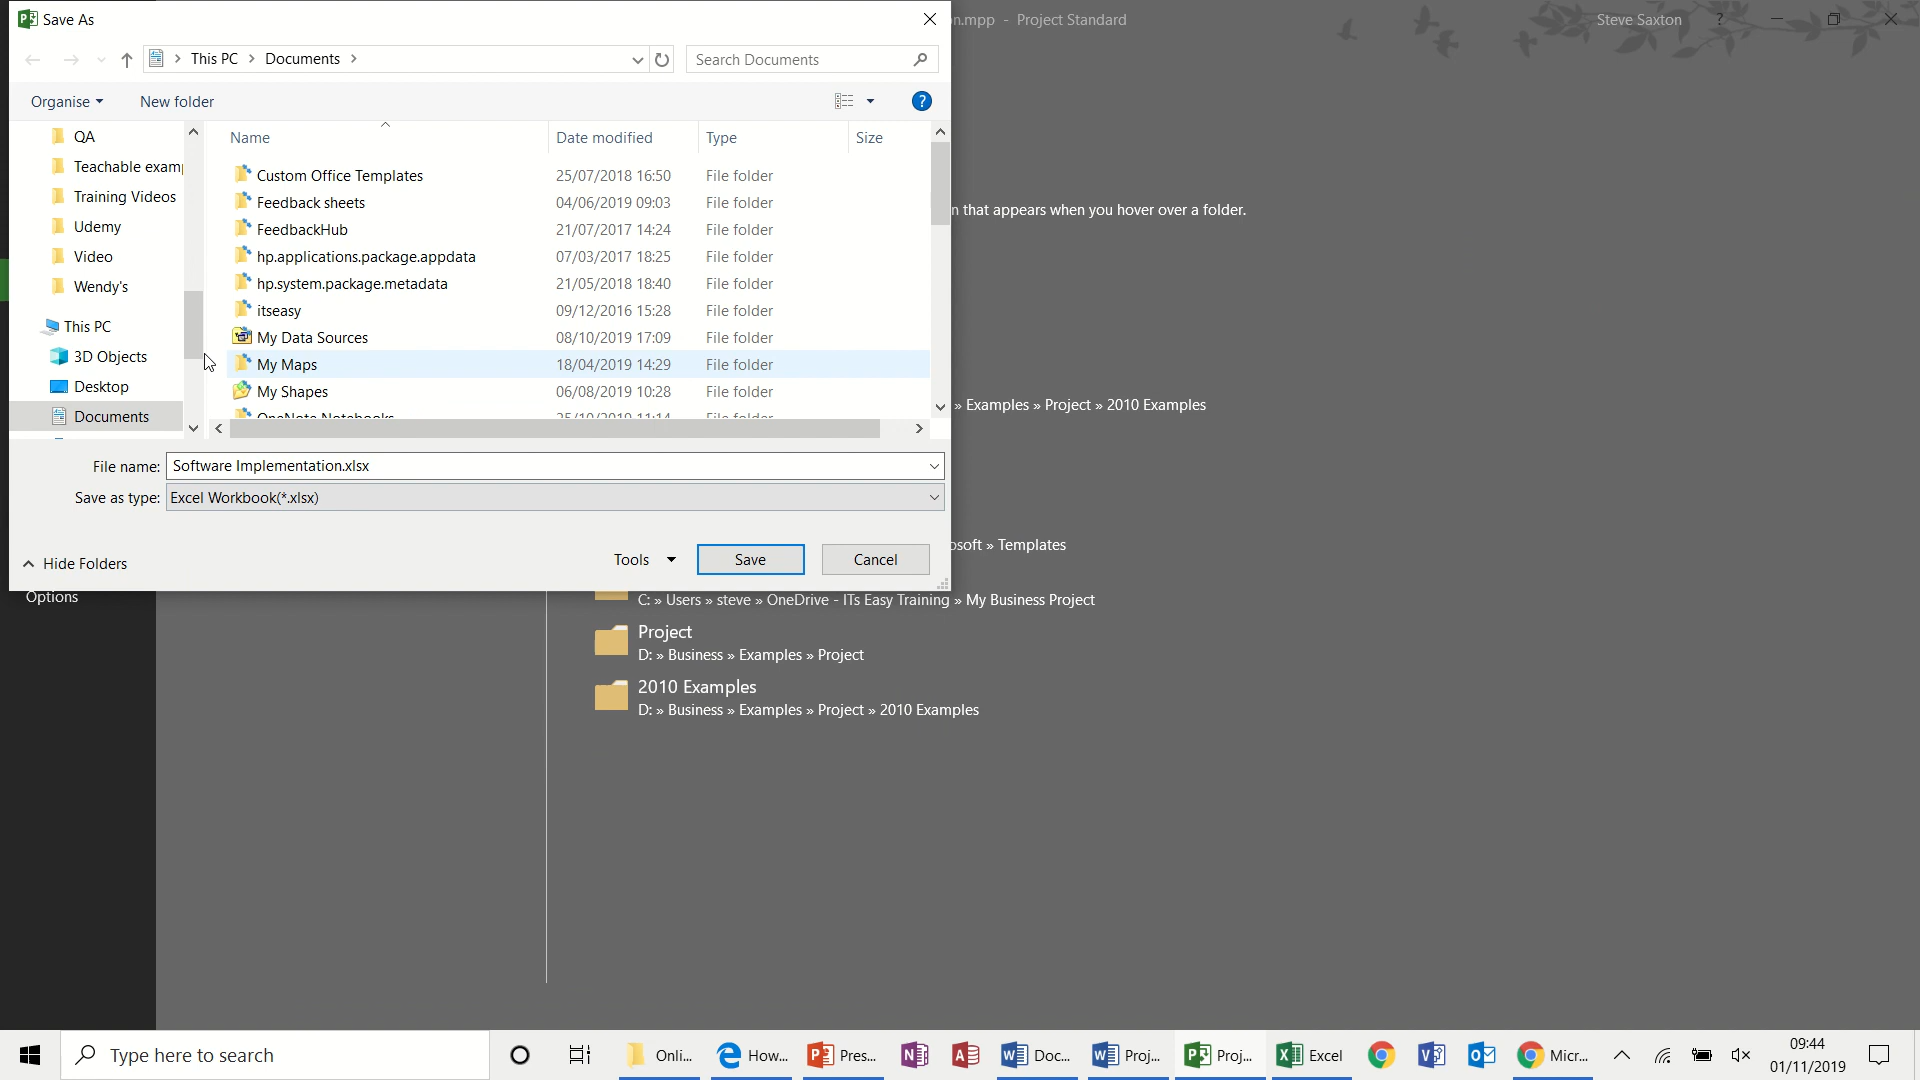 Save As
n.mpp - Project Standard
Steve Saxton
?
This PC > Documents >
Search Documents
Organise
New folder
?
QA
Teachable exam
Training Videos
Udemy
Video
Wendy's
This PC
3D Objects
Desktop
Documents
Name Date modified Type Size
Custom Office Templates 25/07/2018 16:50 File folder
Feedback sheets 04/06/2019 09:03 File folder
FeedbackHub 21/07/2017 14:24 File folder
hp.applications.package.appdata 07/03/2017 18:25 File folder
hp.system.package.metadata 21/05/2018 18:40 File folder
itseasy 09/12/2016 15:28 File folder
My Data Sources 08/10/2019 17:09 File folder
My Maps 18/04/2019 14:29 File folder
My Shapes 06/08/2019 10:28 File folder
OneNote Notebooks 25/10/2019 11:14 File folder
File name: Software Implementation.xlsx
Save as type: Excel Workbook(*.xlsx)
Hide Folders
Tools
Save
Cancel
n that appears when you hover over a folder.
» Examples » Project » 2010 Examples
osoft » Templates
Options
C: » Users » steve » OneDrive - ITs Easy Training » My Business Project
Project
D: » Business » Examples » Project
2010 Examples
D: » Business » Examples » Project » 2010 Examples
Type here to search
Onli...
How...
Pres...
Doc...
Proj...
Proj...
Excel
Micr...
09:44
01/11/2019